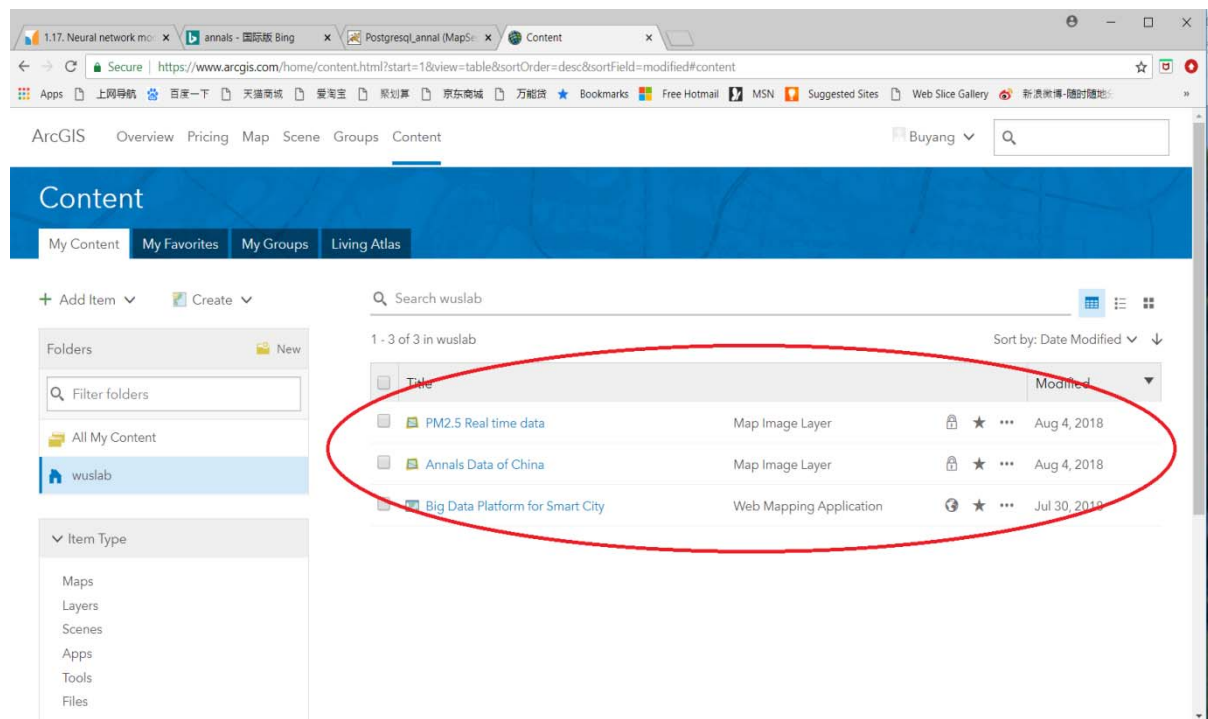 1.17. Neural network mo
annals - 国际版 Bing
Postgresql_annal (MapSe
Content
Secure | https://www.arcgis.com/home/content.html?start=1&view=table&sortOrder=desc&sortField=modified#content
Apps 上网导航 百度一下 天猫商城 爱淘宝 聚划算 京东商城 万能货 Bookmarks Free Hotmail MSN Suggested Sites Web Slice Gallery 新浪微博-随时随地 »
ArcGIS Overview Pricing Map Scene Groups Content Buyang
Content
My Content My Favorites My Groups Living Atlas
+ Add Item Create Search wuslab
Folders New 1 - 3 of 3 in wuslab Sort by: Date Modified
Title Modified
Filter folders
PM2.5 Real time data Map Image Layer Aug 4, 2018
All My Content
Annals Data of China Map Image Layer Aug 4, 2018
wuslab
Big Data Platform for Smart City Web Mapping Application Jul 30, 2018
Item Type
Maps
Layers
Scenes
Apps
Tools
Files